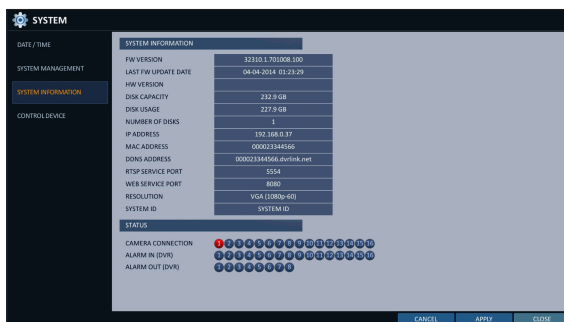 SYSTEM
DATE / TIME
SYSTEM MANAGEMENT
SYSTEM INFORMATION
CONTROL DEVICE
SYSTEM INFORMATION
FW VERSION 32310.1.701008.100
LAST FW UPDATE DATE 04-04-2014 01:23:29
HW VERSION
DISK CAPACITY 232.9 GB
DISK USAGE 227.9 GB
NUMBER OF DISKS 1
IP ADDRESS 192.168.0.37
MAC ADDRESS 000023344566
DDNS ADDRESS 000023344566.dvrlink.net
RTSP SERVICE PORT 5554
WEB SERVICE PORT 8080
RESOLUTION VGA (1080p-60)
SYSTEM ID SYSTEM ID
STATUS
CAMERA CONNECTION 1 2 3 4 5 6 7 8 9 10 11 12 13 14 15 16
ALARM IN (DVR) 1 2 3 4 5 6 7 8 9 10 11 12 13 14 15 16
ALARM OUT (DVR) 1 2 3 4 5 6 7 8
CANCEL APPLY CLOSE